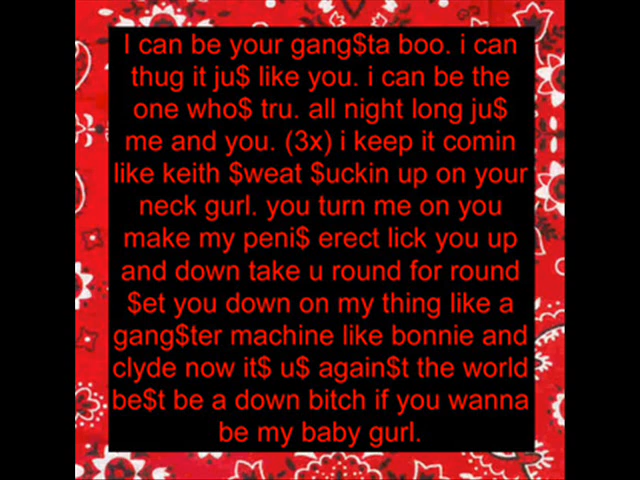 I can be your gang$ta boo. i can
thug it ju$ like you. i can be the
one who$ tru. all night long ju$
me and you. (3x) i keep it comin
like keith $weat $uckin up on your
neck gurl. you turn me on you
make my peni$ erect lick you up
and down take u round for round
$et you down on my thing like a
gang$ter machine like bonnie and
clyde now it$ u$ again$t the world
be$t be a down bitch if you wanna
be my baby gurl.